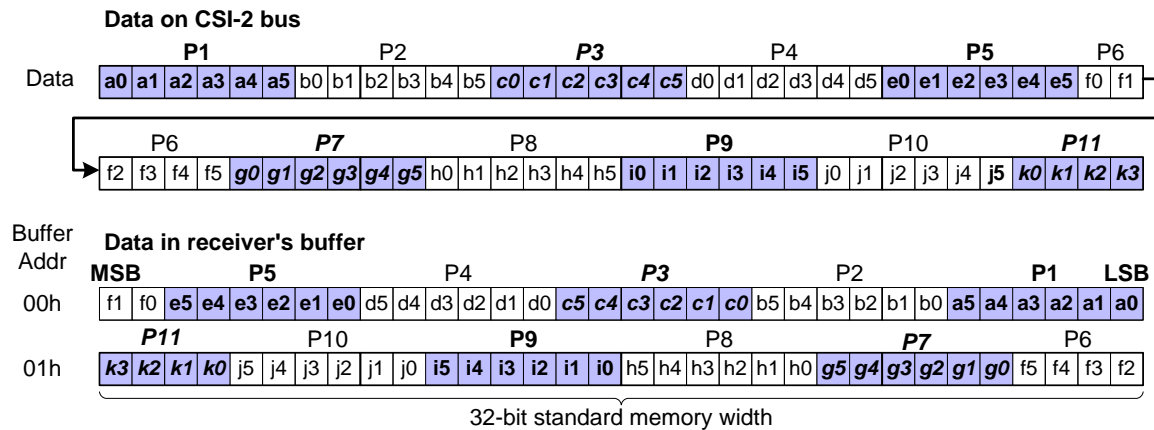 Data on CSI-2 bus
P1 P2 P3 P4 P5 P6
Data a0 a1 a2 a3 a4 a5 b0 b1 b2 b3 b4 b5 c0 c1 c2 c3 c4 c5 d0 d1 d2 d3 d4 d5 e0 e1 e2 e3 e4 e5 f0 f1
P6 P7 P8 P9 P10 P11
f2 f3 f4 f5 g0 g1 g2 g3 g4 g5 h0 h1 h2 h3 h4 h5 i0 i1 i2 i3 i4 i5 j0 j1 j2 j3 j4 j5 k0 k1 k2 k3
Buffer
Addr
Data in receiver's buffer
MSB P5 P4 P3 P2 P1 LSB
00h f1 f0 e5 e4 e3 e2 e1 e0 d5 d4 d3 d2 d1 d0 c5 c4 c3 c2 c1 c0 b5 b4 b3 b2 b1 b0 a5 a4 a3 a2 a1 a0
P11 P10 P9 P8 P7 P6
01h k3 k2 k1 k0 j5 j4 j3 j2 j1 j0 i5 i4 i3 i2 i1 i0 h5 h4 h3 h2 h1 h0 g5 g4 g3 g2 g1 g0 f5 f4 f3 f2
32-bit standard memory width